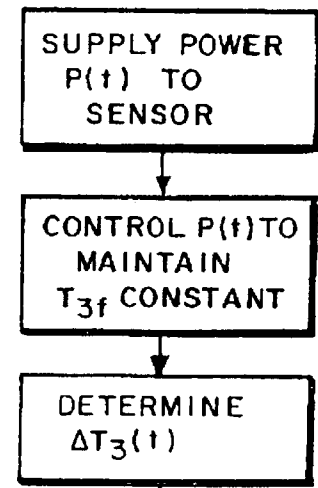 SUPPLY POWER
P(t) TO
SENSOR
CONTROL P(t) TO
MAINTAIN
T3f CONSTANT
DETERMINE
ΔT3(t)